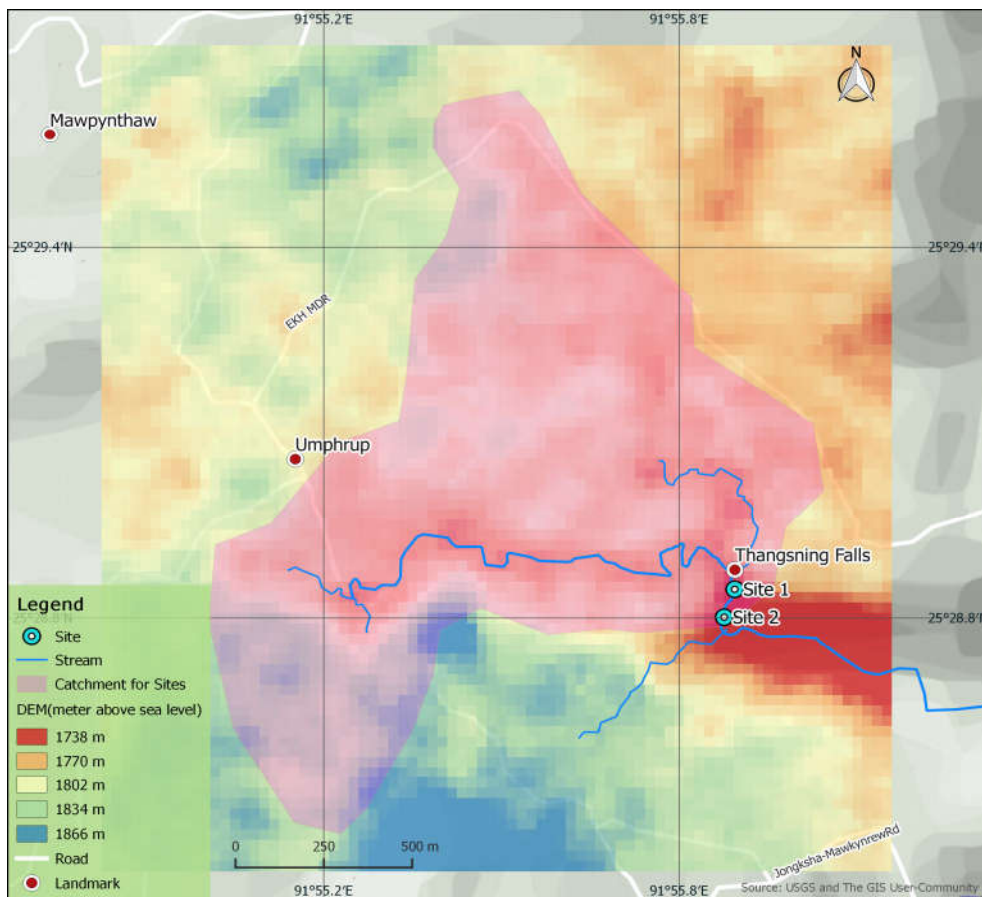 91°55.2′E
91°55.8′E
N
Mawpynthaw
25°29.4′N
25°29.4′N
EKH MDR
Umphrup
Thangsning Falls
Site 1
25°28.8′N
Site 2
Legend
Site
Stream
Catchment for Sites
DEM(meter above sea level)
1738 m
1770 m
1802 m
1834 m
1866 m
Road
Landmark
0 250 500 m
Jongksha-MawkynrewRd
91°55.2′E
91°55.8′E
Source: USGS and The GIS User-Community